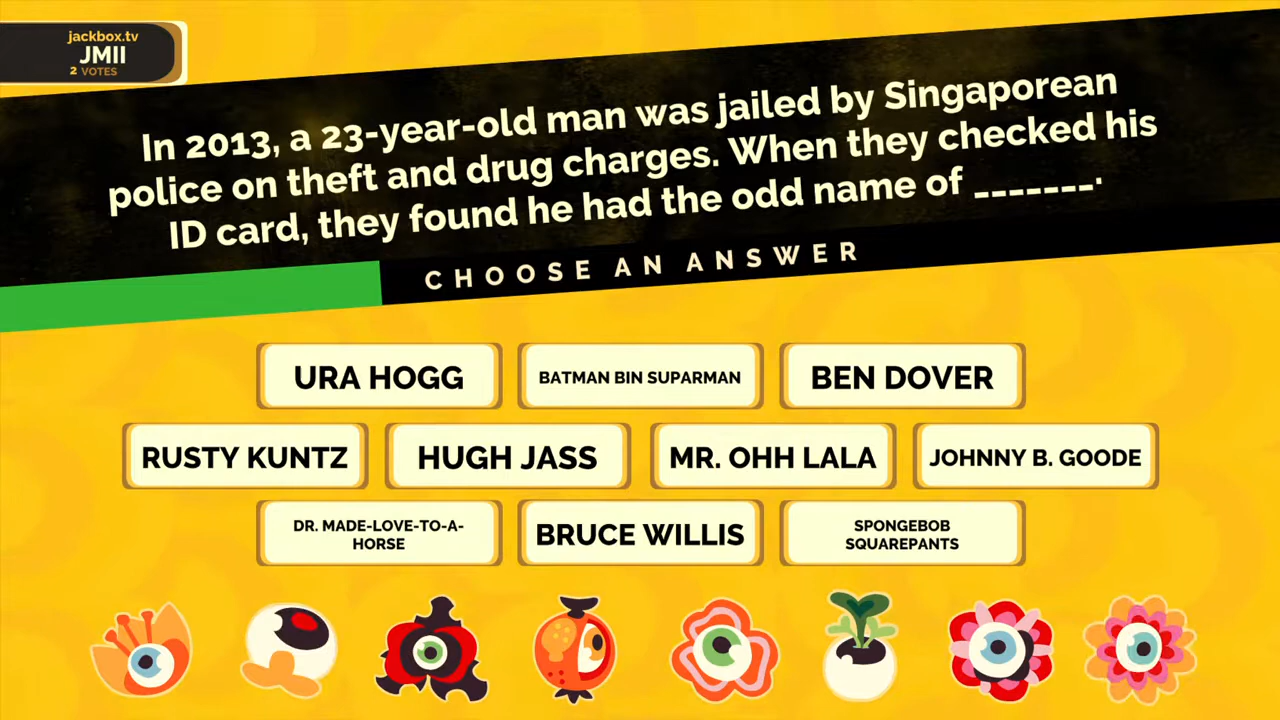 jackbox.tv
JMII
2 VOTES
In 2013, a 23-year-old man was jailed by Singaporean
police on theft and drug charges. When they checked his
ID card, they found he had the odd name of _______.
CHOOSE AN ANSWER
URA HOGG
BATMAN BIN SUPARMAN
BEN DOVER
RUSTY KUNTZ
HUGH JASS
MR. OHH LALA
JOHNNY B. GOODE
DR. MADE-LOVE-TO-A-
HORSE
BRUCE WILLIS
SPONGEBOB
SQUAREPANTS